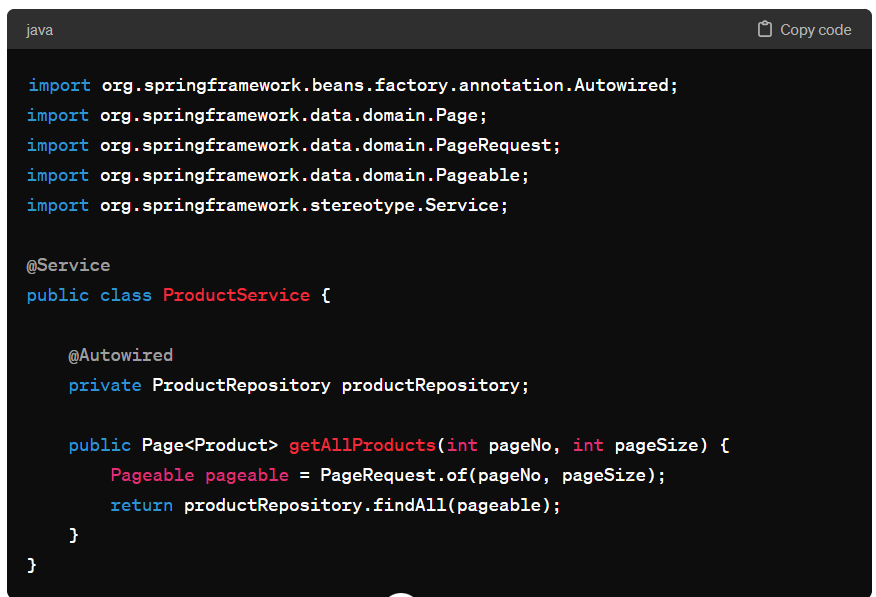 java
Copy code
import org.springframework.beans.factory.annotation.Autowired;
import org.springframework.data.domain.Page;
import org.springframework.data.domain.PageRequest;
import org.springframework.data.domain.Pageable;
import org.springframework.stereotype.Service;
@Service
public class ProductService {
@Autowired
private ProductRepository productRepository;
public Page<Product> getAllProducts(int pageNo, int pageSize) {
Pageable pageable = PageRequest.of(pageNo, pageSize);
return productRepository.findAll(pageable);
}
}